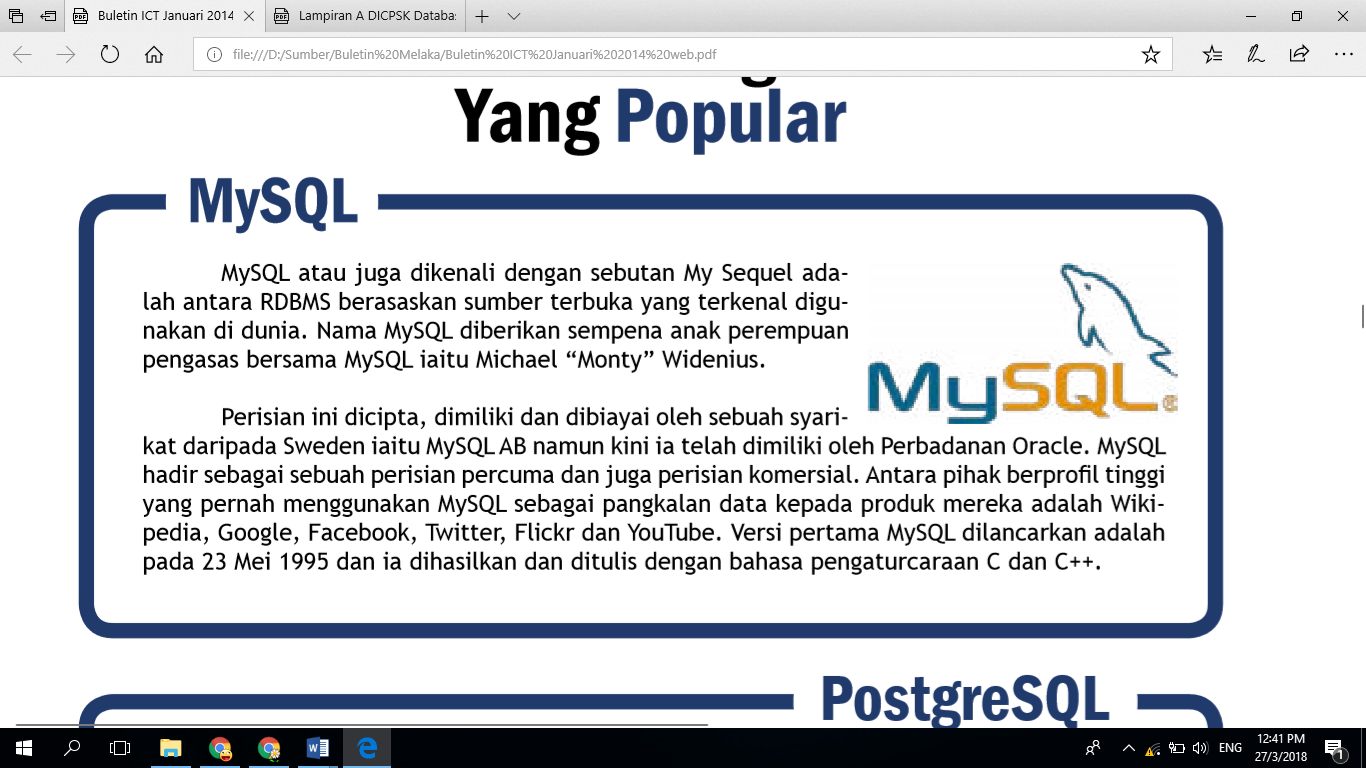 Buletin ICT Januari 2014
Lampiran A DICPSK Databa
file:///D:/Sumber/Buletin%20Melaka/Buletin%20ICT%20Januari%202014%20web.pdf
Yang Popular
MySQL
MySQL atau juga dikenali dengan sebutan My Sequel ada-
lah antara RDBMS berasaskan sumber terbuka yang terkenal digu-
nakan di dunia. Nama MySQL diberikan sempena anak perempuan
pengasas bersama MySQL iaitu Michael “Monty” Widenius.
MySQL®
Perisian ini dicipta, dimiliki dan dibiayai oleh sebuah syari-
kat daripada Sweden iaitu MySQL AB namun kini ia telah dimiliki oleh Perbadanan Oracle. MySQL
hadir sebagai sebuah perisian percuma dan juga perisian komersial. Antara pihak berprofil tinggi
yang pernah menggunakan MySQL sebagai pangkalan data kepada produk mereka adalah Wiki-
pedia, Google, Facebook, Twitter, Flickr dan YouTube. Versi pertama MySQL dilancarkan adalah
pada 23 Mei 1995 dan ia dihasilkan dan ditulis dengan bahasa pengaturcaraan C dan C++.
PostgreSQL
ENG
12:41 PM
27/3/2018
1